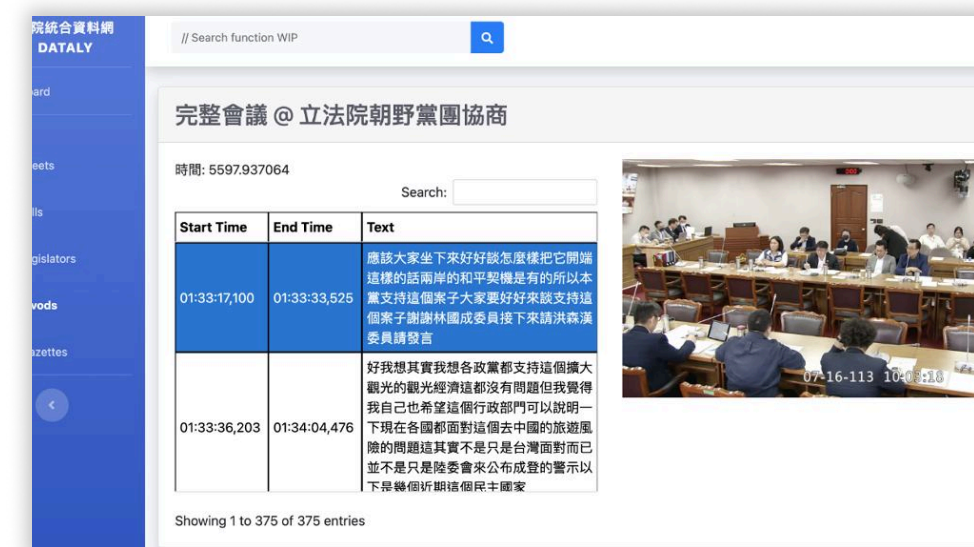 院統合資料網
DATALY
// Search function WIP
ard
eets
lls
gislators
vods
azettes
完整會議 @ 立法院朝野黨團協商
時間: 5597.937064
Search:
Start Time End Time Text
01:33:17,100 01:33:33,525
應該大家坐下來好好談怎麼樣把它開端
這樣的話兩岸的和平契機是有的所以本
黨支持這個案子大家要好好來談支持這
個案子謝謝林國成委員接下來請洪森漢
委員請發言
01:33:36,203 01:34:04,476
好我想其實我想各政黨都支持這個擴大
觀光的觀光經濟這都沒有問題但我覺得
我自己也希望這個行政部門可以說明一
下現在各國都面對這個去中國的旅遊風
險的問題這其實不是只是台灣面對而已
並不是只是陸委會來公布成登的警示以
下是幾個近期這個民主國家
Showing 1 to 375 of 375 entries
07-16-113 10:08:18